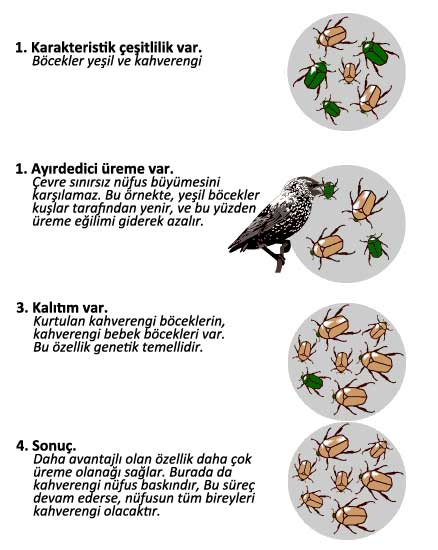 1. Karakteristik çeşitlilik var.
Böcekler yeşil ve kahverengi
1. Ayırdedici üreme var.
Çevre sınırsız nüfus büyümesini
karşılamaz. Bu örnekte, yeşil böcekler
kuşlar tarafından yenir, ve bu yüzden
üreme eğilimi giderek azalır.
3. Kalıtım var.
Kurtulan kahverengi böceklerin,
kahverengi bebek böcekleri var.
Bu özellik genetik temellidir.
4. Sonuç.
Daha avantajlı olan özellik daha çok
üreme olanağı sağlar. Burada da
kahverengi nüfus baskındır, Bu süreç
devam ederse, nüfusun tüm bireyleri
kahverengi olacaktır.